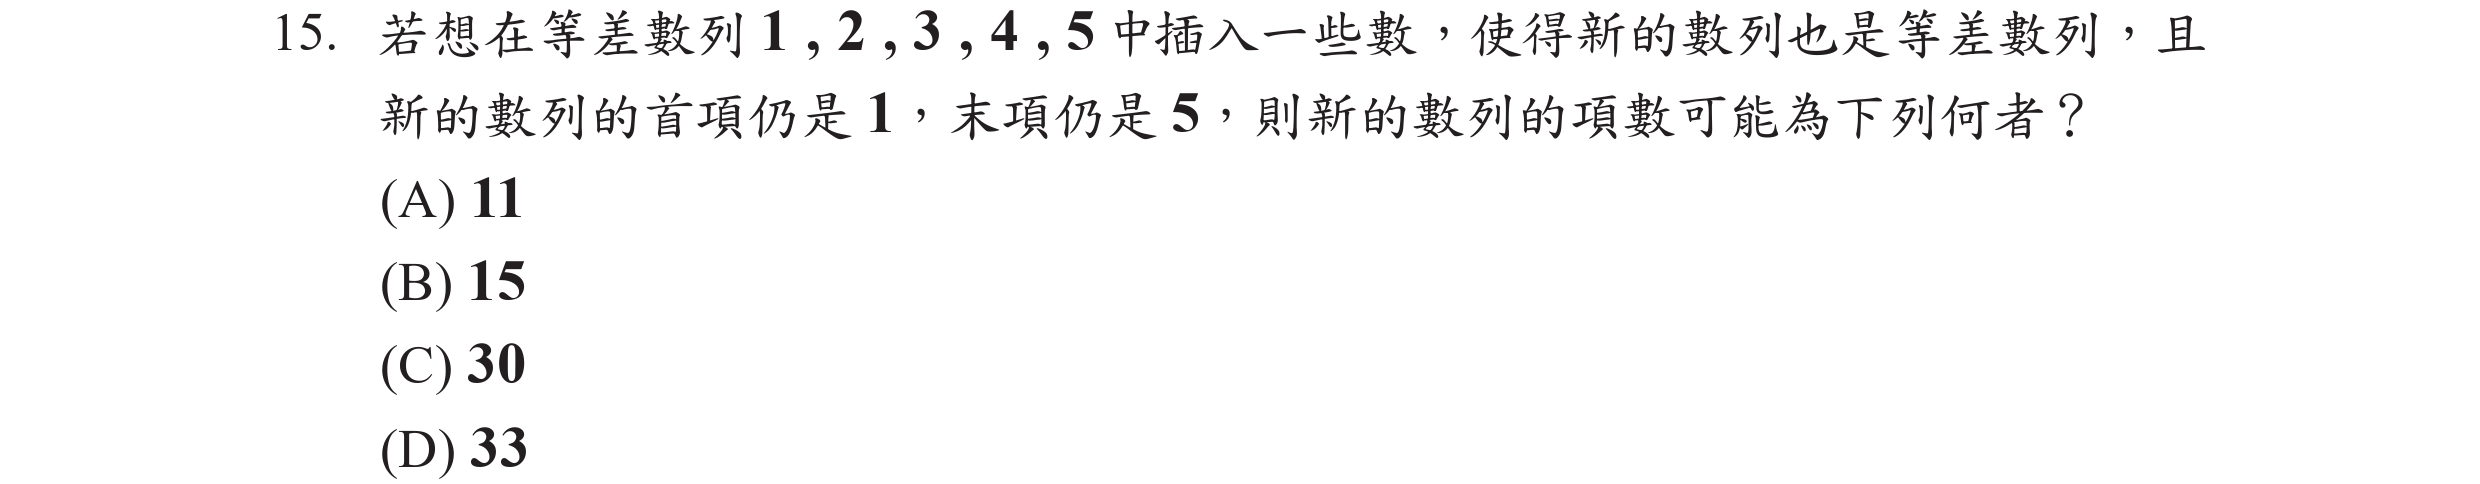 15. 若想在等差數列 1 , 2 , 3 , 4 , 5 中插入一些數，使得新的數列也是等差數列，且
新的數列的首項仍是 1，末項仍是 5，則新的數列的項數可能為下列何者？
(A) 11
(B) 15
(C) 30
(D) 33